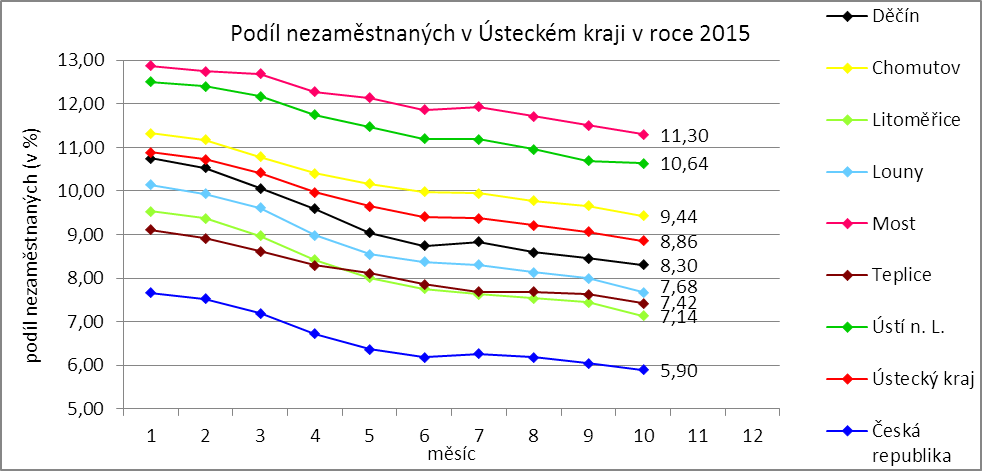 Podíl nezaměstnaných v Ústeckém kraji v roce 2015
podíl nezaměstnaných (v %)
13,00
12,00
11,00
10,00
9,00
8,00
7,00
6,00
5,00
11,30
10,64
9,44
8,86
8,30
7,68
7,42
7,14
5,90
1 2 3 4 5 6 7 8 9 10 11 12
měsíc
Děčín
Chomutov
Litoměřice
Louny
Most
Teplice
Ústí n. L.
Ústecký kraj
Česká
republika